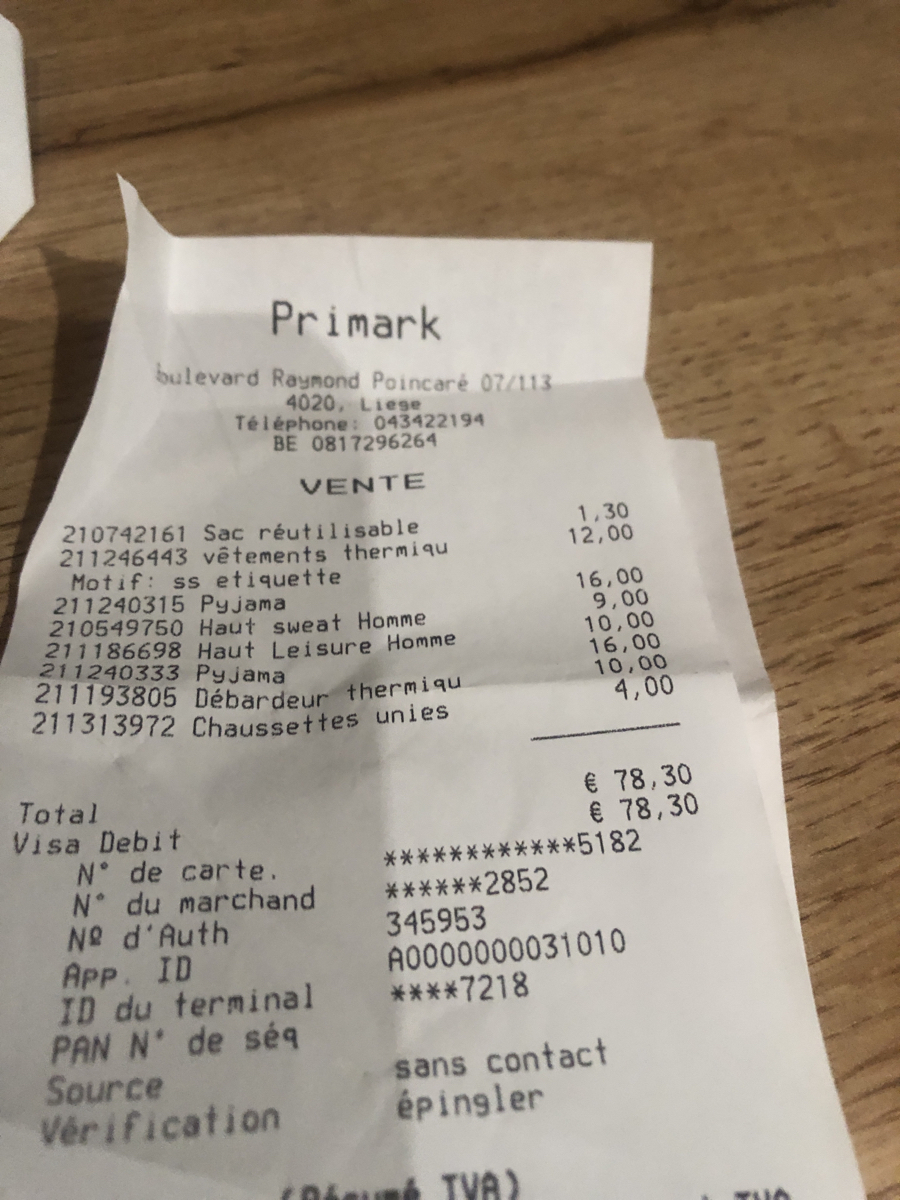 Primark
bulevard Raymond Poincaré 07/113
4020, Liege
Téléphone: 043422194
BE 0817296264
VENTE
210742161 Sac réutilisable 1,30
211246443 vêtements thermiqu 12,00
Motif: ss etiquette
211240315 Pyjama 16,00
210549750 Haut sweat Homme 9,00
211186698 Haut Leisure Homme 10,00
211240333 Pyjama 16,00
211193805 Débardeur thermiqu 10,00
211313972 Chaussettes unies 4,00
Total € 78,30
Visa Debit € 78,30
N° de carte. ************5182
N° du marchand ******2852
Nº d'Auth 345953
App. ID A0000000031010
ID du terminal ****7218
PAN N° de séq
Source sans contact
Vérification épingler
(Résumé TVA)